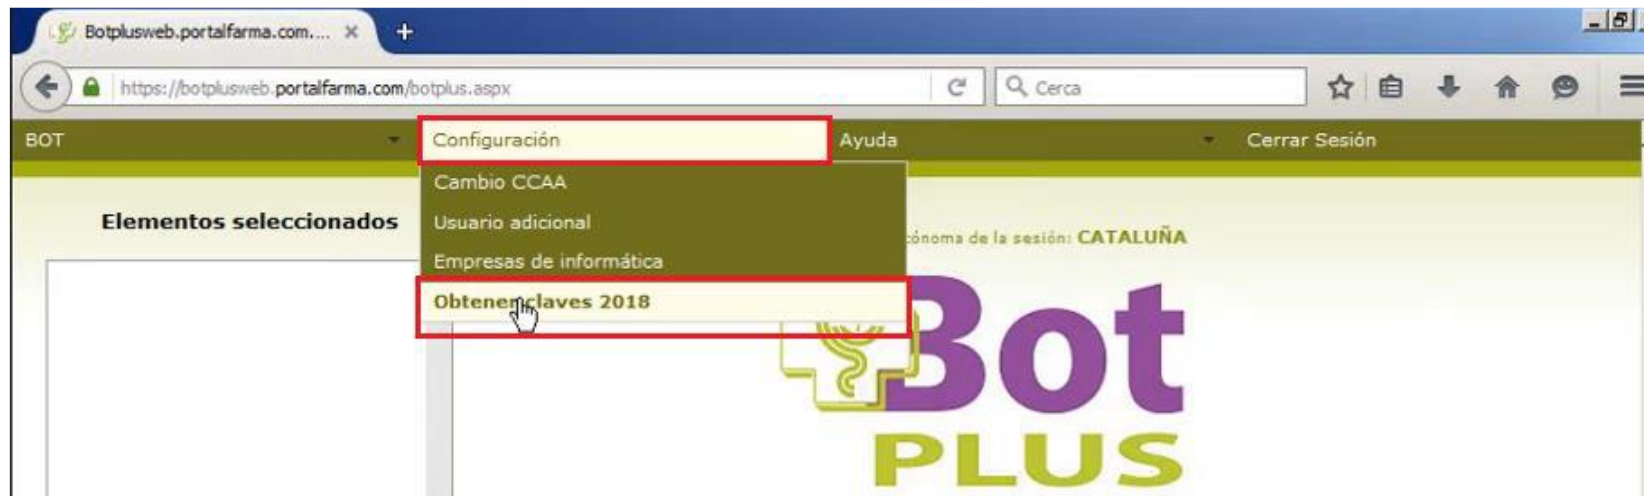 Botplusweb.portalfarma.com....
https://botplusweb.portalfarma.com/botplus.aspx
Cerca
BOT Configuración Ayuda Cerrar Sesión
Cambio CCAA
Elementos seleccionados
Usuario adicional
de la sesión: CATALUÑA
Empresas de informática
Obtener claves 2018
Bot
PLUS